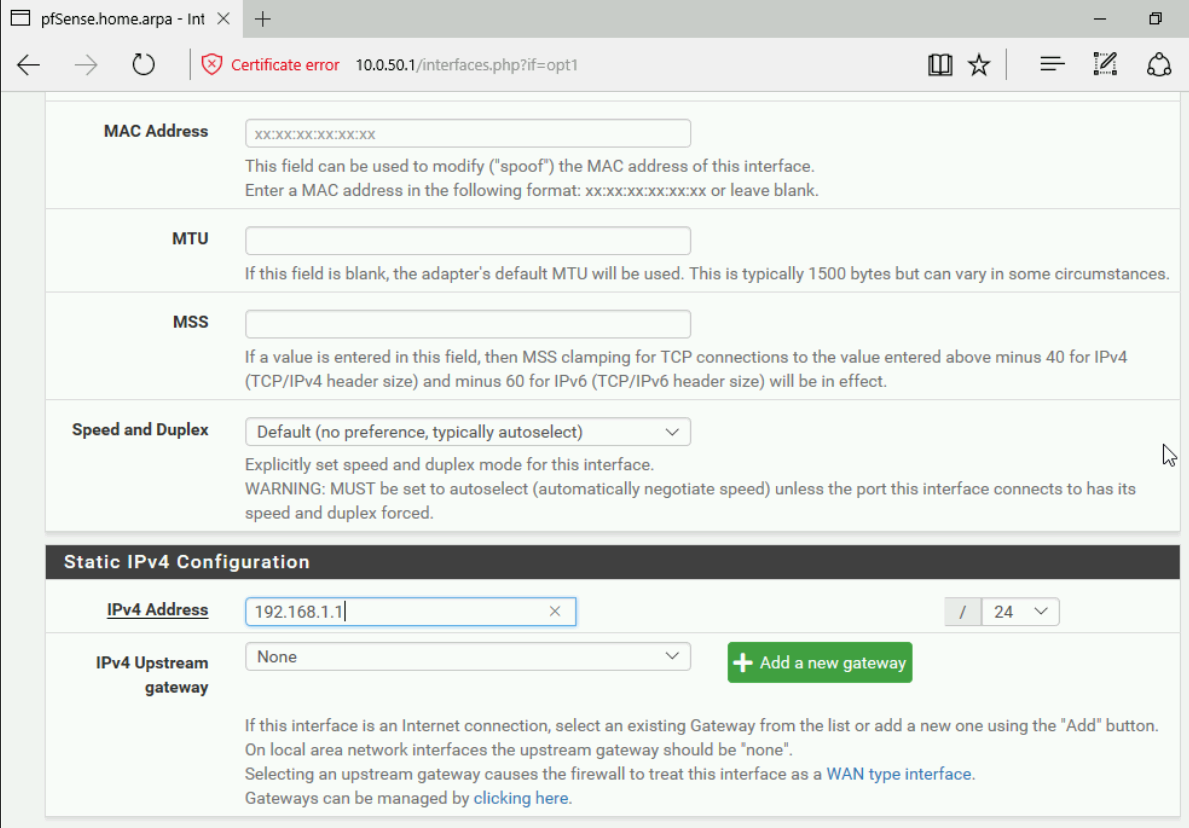 pfSense.home.arpa - Int
Certificate error 10.0.50.1/interfaces.php?if=opt1
MAC Address
xx:xx:xx:xx:xx:xx
This field can be used to modify ("spoof") the MAC address of this interface.
Enter a MAC address in the following format: xx:xx:xx:xx:xx:xx or leave blank.
MTU
If this field is blank, the adapter's default MTU will be used. This is typically 1500 bytes but can vary in some circumstances.
MSS
If a value is entered in this field, then MSS clamping for TCP connections to the value entered above minus 40 for IPv4
(TCP/IPv4 header size) and minus 60 for IPv6 (TCP/IPv6 header size) will be in effect.
Speed and Duplex
Default (no preference, typically autoselect)
Explicitly set speed and duplex mode for this interface.
WARNING: MUST be set to autoselect (automatically negotiate speed) unless the port this interface connects to has its
speed and duplex forced.
Static IPv4 Configuration
IPv4 Address
192.168.1.1
/ 24
IPv4 Upstream
gateway
None
Add a new gateway
If this interface is an Internet connection, select an existing Gateway from the list or add a new one using the "Add" button.
On local area network interfaces the upstream gateway should be "none".
Selecting an upstream gateway causes the firewall to treat this interface as a WAN type interface.
Gateways can be managed by clicking here.